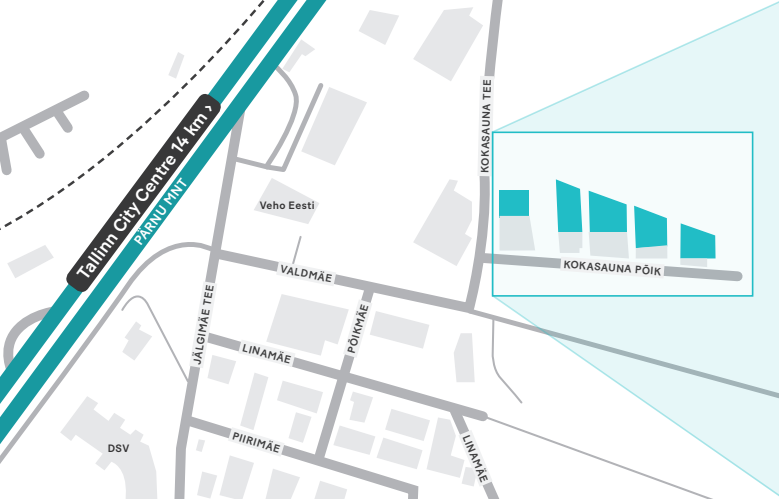 KOKASAUNA TEE
Tallinn City Centre 14 km ›
PÄRNU MNT
Veho Eesti
VALDMÄE
KOKASAUNA PÕIK
JÄLGIMÄE TEE
PÕIKMÄE
LINAMÄE
PIIRIMÄE
DSV
LINAMÄE